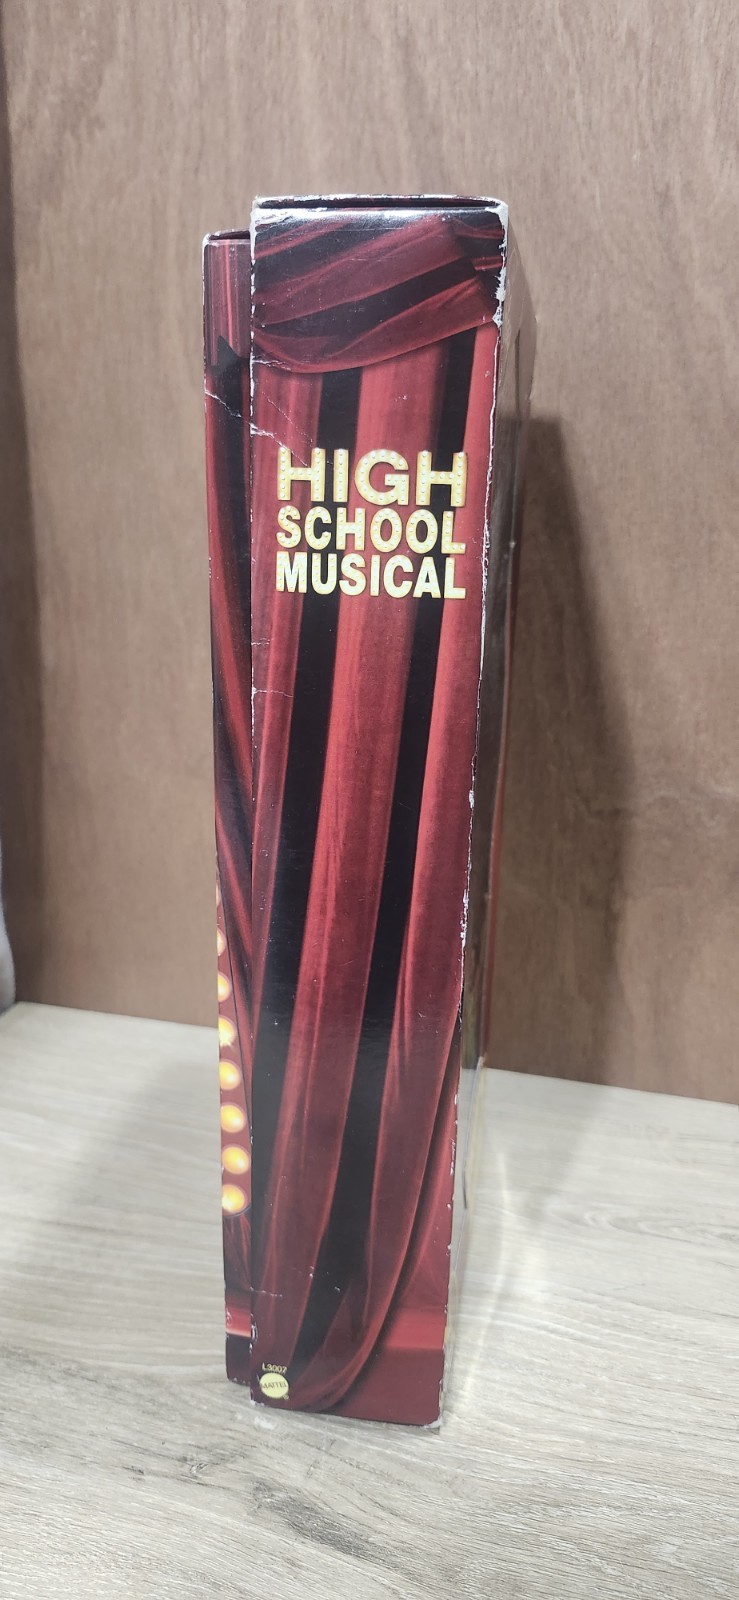 HIGH
SCHOOL
MUSICAL
L3007
MATTEL